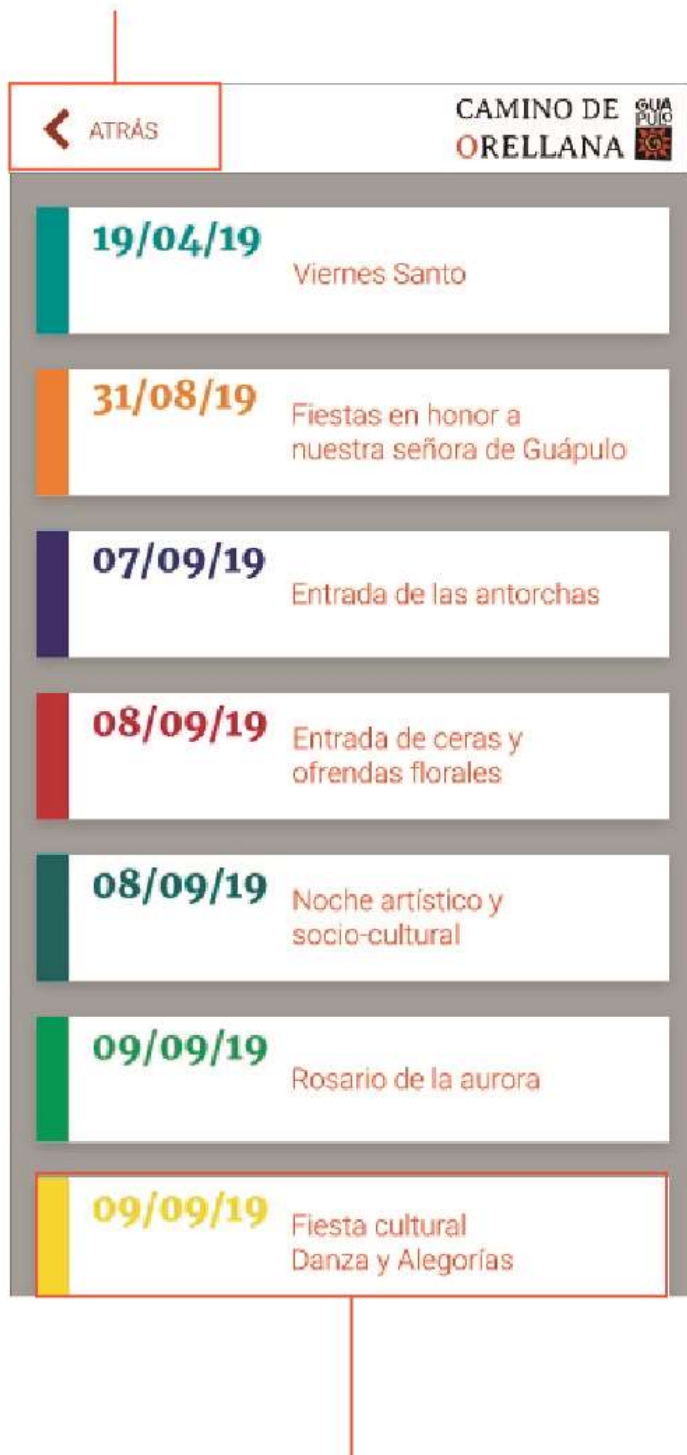 ATRÁS
CAMINO DE
ORELLANA
GUÁ
PULO
19/04/19
Viernes Santo
31/08/19
Fiestas en honor a
nuestra señora de Guápulo
07/09/19
Entrada de las antorchas
08/09/19
Entrada de ceras y
ofrendas florales
08/09/19
Noche artístico y
socio-cultural
09/09/19
Rosario de la aurora
09/09/19
Fiesta cultural
Danza y Alegorías